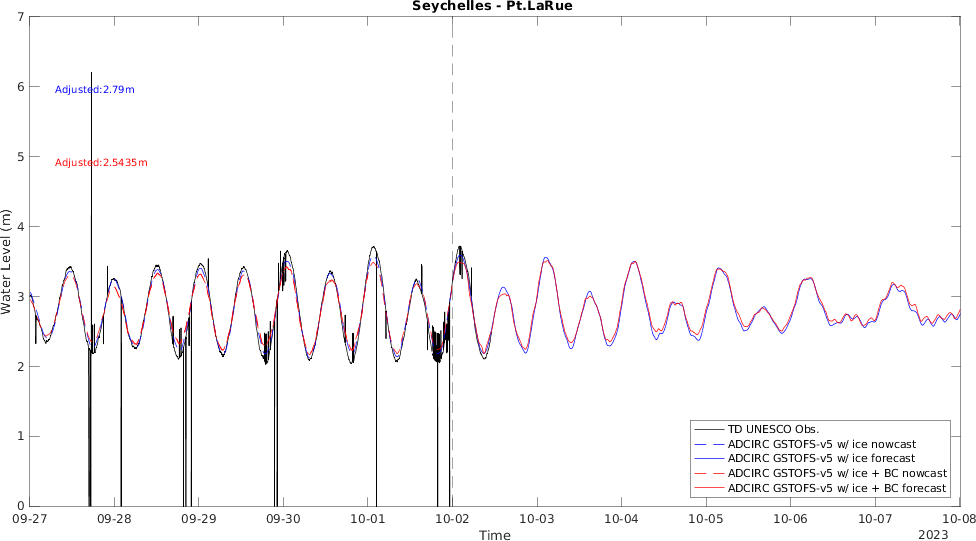 Seychelles - Pt.LaRue
7
6
5
4
3
2
1
0
Water Level (m)
Adjusted:2.79m
Adjusted:2.5435m
TD UNESCO Obs.
ADCIRC GSTOFS-v5 w/ ice nowcast
ADCIRC GSTOFS-v5 w/ ice forecast
ADCIRC GSTOFS-v5 w/ ice + BC nowcast
ADCIRC GSTOFS-v5 w/ ice + BC forecast
09-27 09-28 09-29 09-30 10-01 10-02 10-03 10-04 10-05 10-06 10-07 10-08
Time
2023